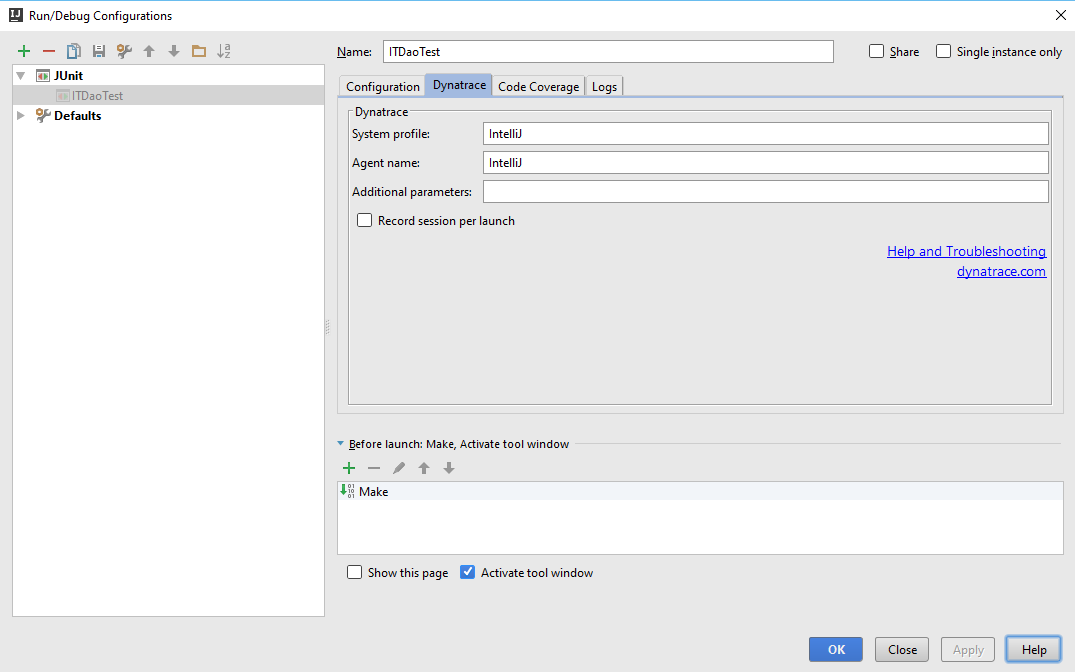 Run/Debug Configurations
Name: ITDaoTest Share Single instance only
JUnit
ITDaoTest
Defaults
Configuration Dynatrace Code Coverage Logs
Dynatrace
System profile: IntelliJ
Agent name: IntelliJ
Additional parameters:
Record session per launch
Help and Troubleshooting
dynatrace.com
Before launch: Make, Activate tool window
Make
Show this page Activate tool window
OK Close Apply Help